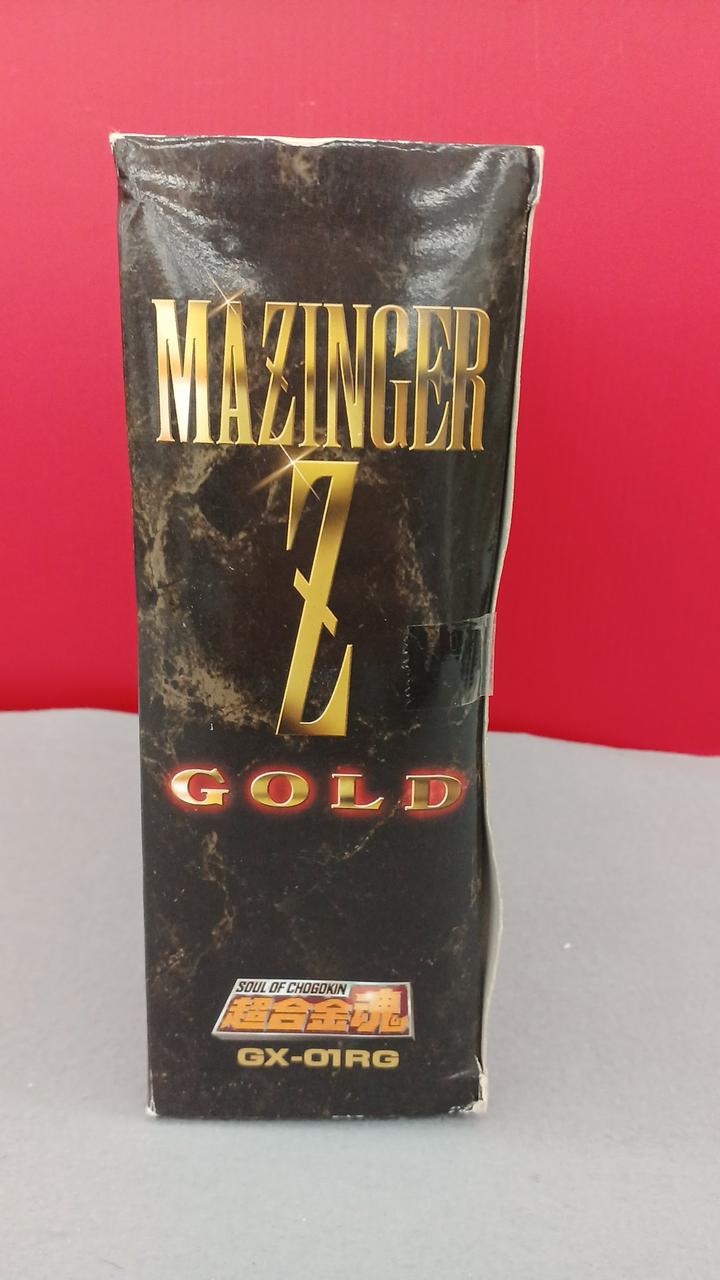 MAZINGER
Z
GOLD
SOUL OF CHOGOKIN
超合金魂
GX-01RG